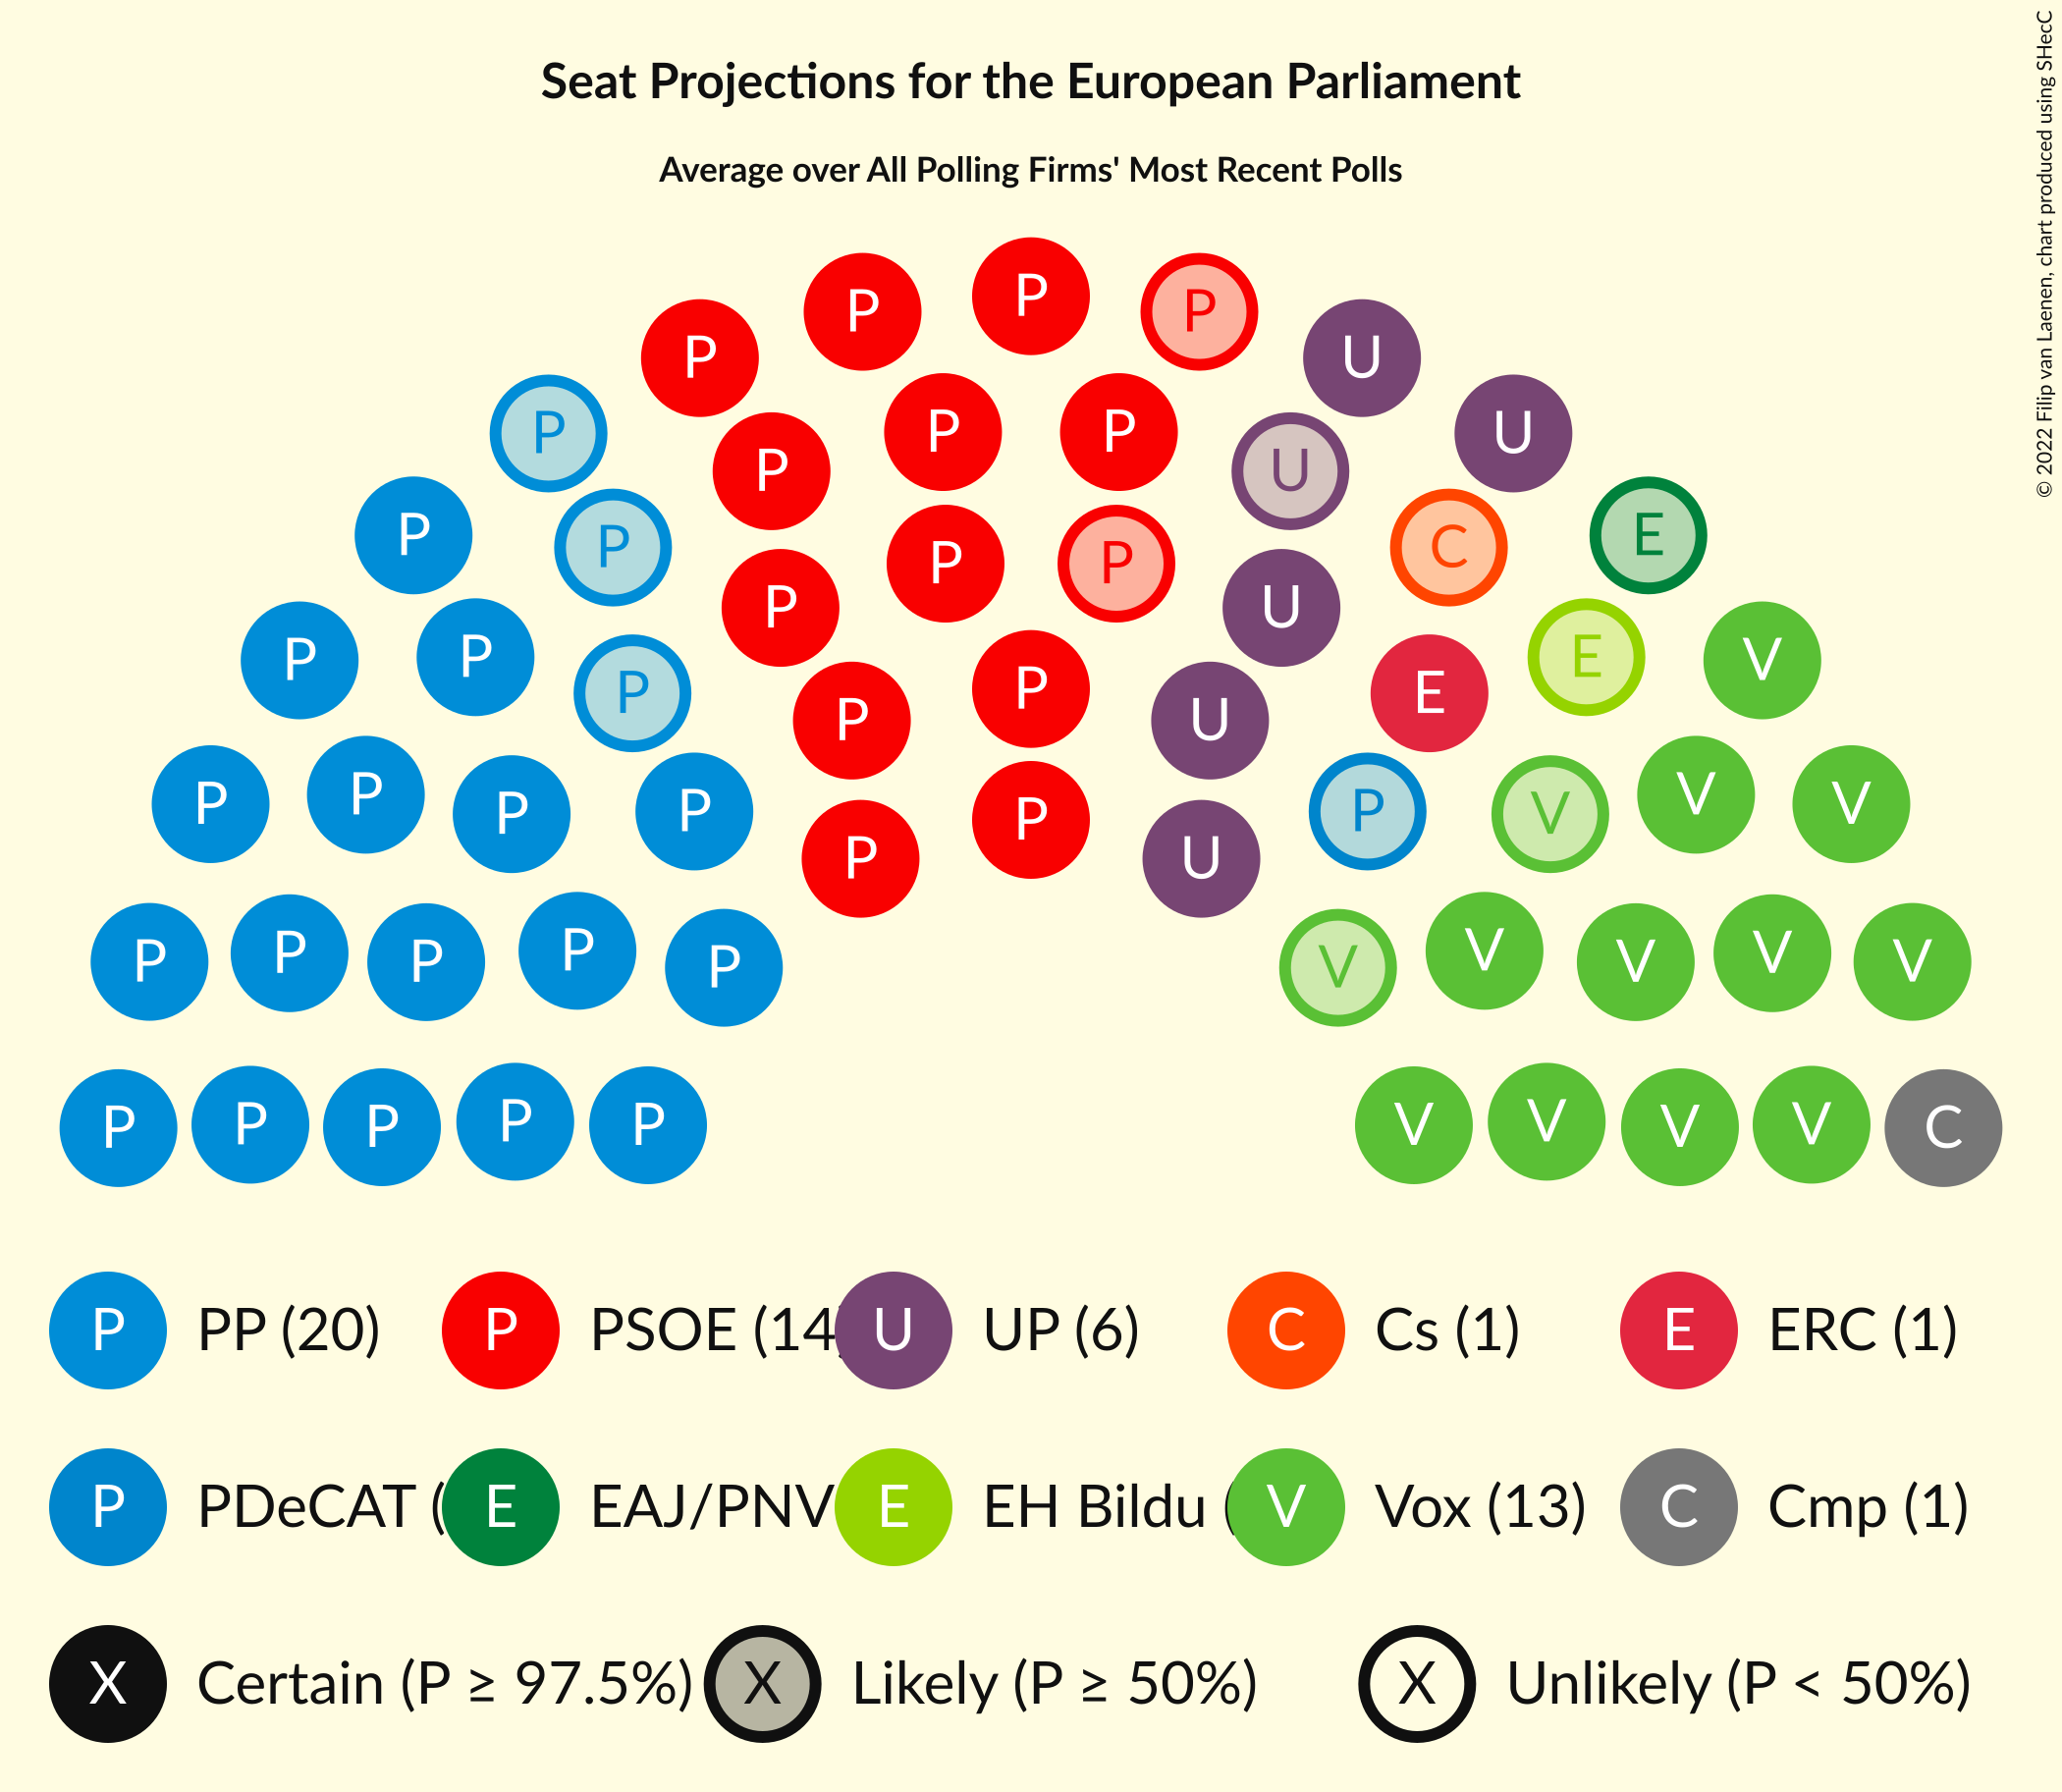 Seat Projections for the European Parliament
Average over All Polling Firms' Most Recent Polls
© 2022 Filip van Laenen, chart produced using SHecC
P P P
P U
P P P P U U
P P P P C E
P U
P P P P P U E E V
P P P P P P U P V V V
P P P P P V V V V V
P P P P P V V V V C
P PP (20) P PSOE (14 U UP (6) C Cs (1) E ERC (1)
P PDeCAT ( E EAJ/PNV E EH Bildu ( V Vox (13) C Cmp (1)
X Certain (P ≥ 97.5%) X Likely (P ≥ 50%) X Unlikely (P < 50%)